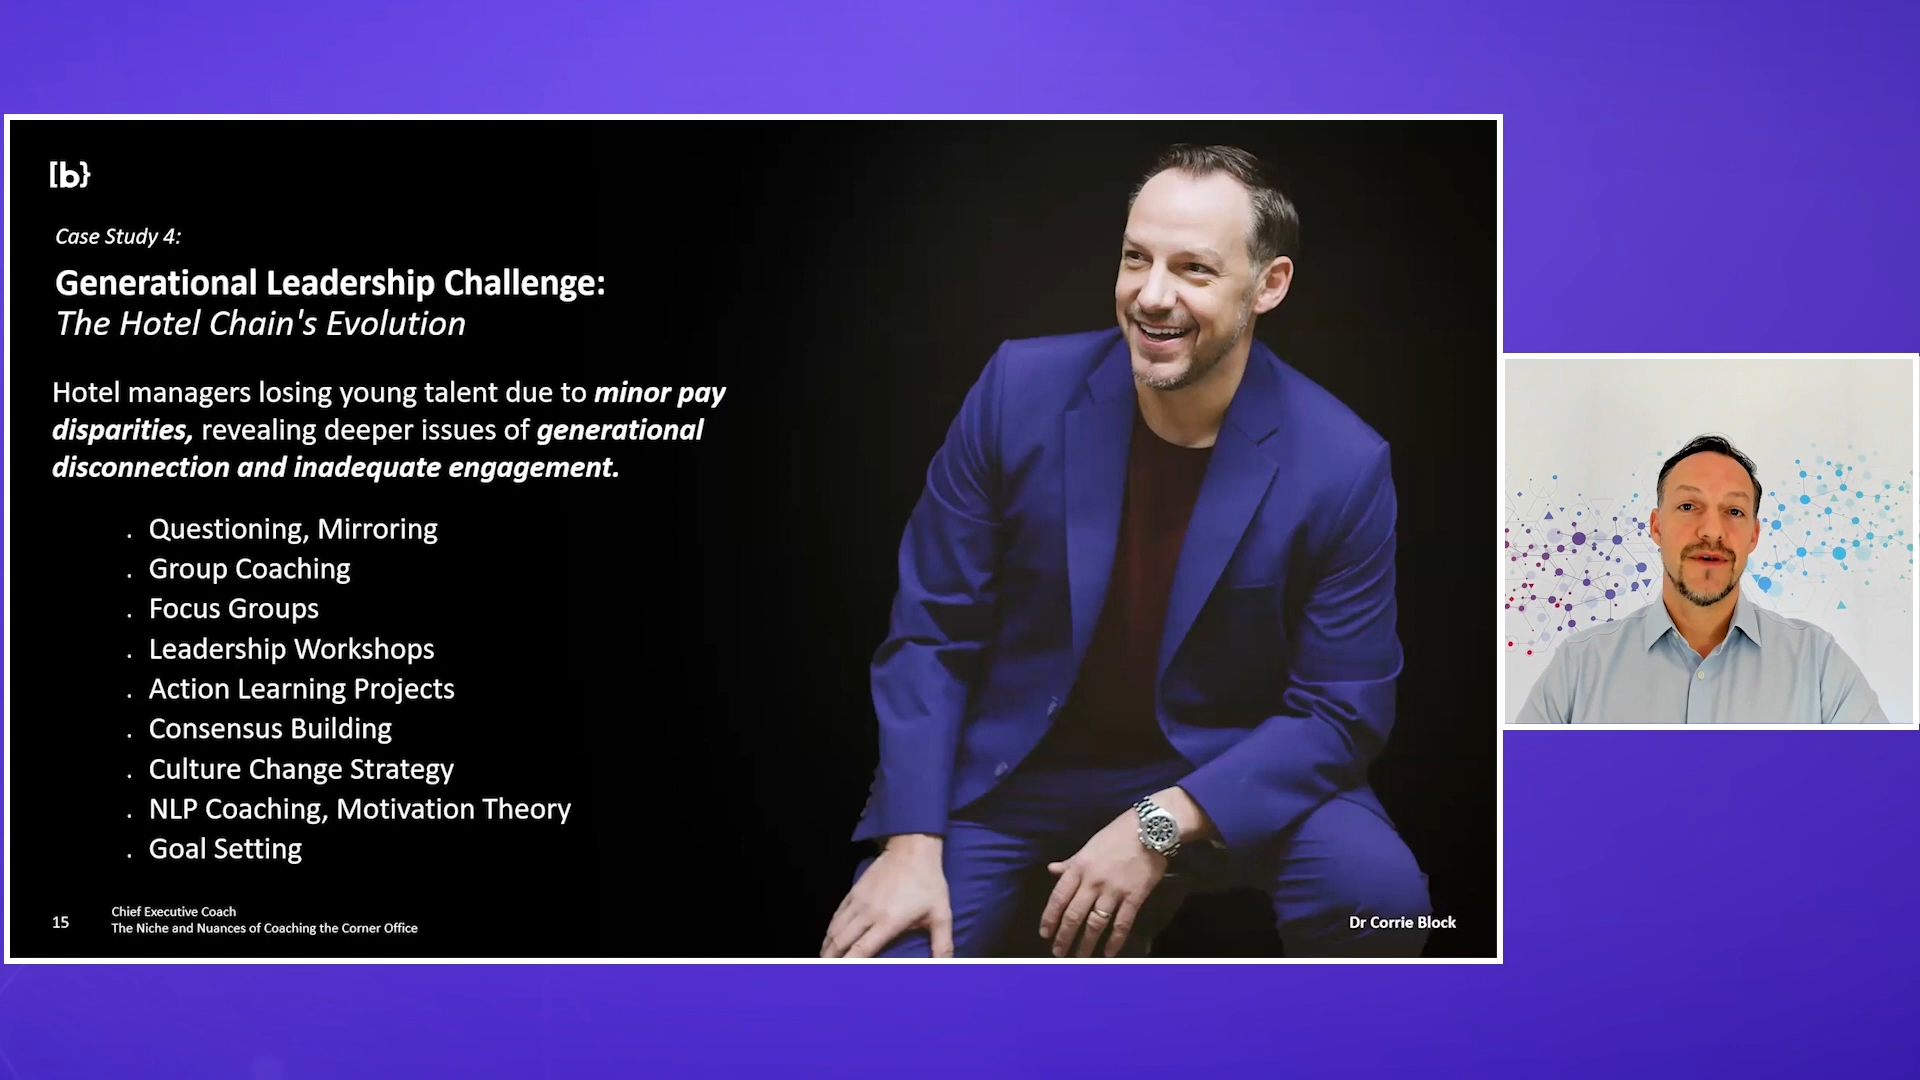 [b}
Case Study 4:
Generational Leadership Challenge:
The Hotel Chain's Evolution
Hotel managers losing young talent due to minor pay
disparities, revealing deeper issues of generational
disconnection and inadequate engagement.
. Questioning, Mirroring
. Group Coaching
. Focus Groups
. Leadership Workshops
. Action Learning Projects
. Consensus Building
. Culture Change Strategy
. NLP Coaching, Motivation Theory
. Goal Setting
15
Chief Executive Coach
The Niche and Nuances of Coaching the Corner Office
Dr Corrie Block